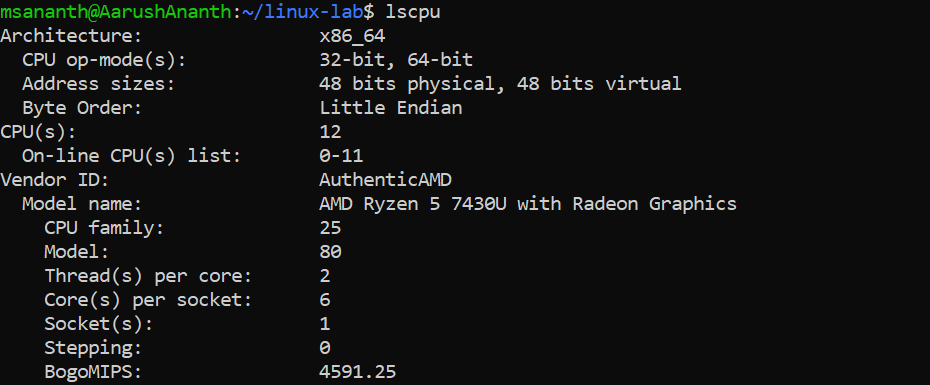 msananth@AarushAnanth:~/linux-lab$ lscpu
Architecture: x86_64
CPU op-mode(s): 32-bit, 64-bit
Address sizes: 48 bits physical, 48 bits virtual
Byte Order: Little Endian
CPU(s): 12
On-line CPU(s) list: 0-11
Vendor ID: AuthenticAMD
Model name: AMD Ryzen 5 7430U with Radeon Graphics
CPU family: 25
Model: 80
Thread(s) per core: 2
Core(s) per socket: 6
Socket(s): 1
Stepping: 0
BogoMIPS: 4591.25